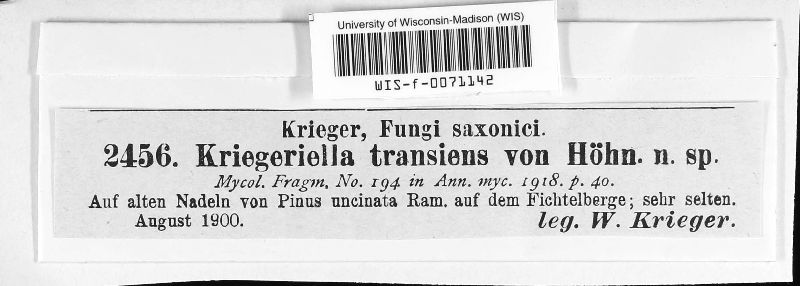 University of Wisconsin-Madison (WIS)
WIS-f-0071142
Krieger, Fungi saxonici.
2456. Kriegeriella transiens von Höhn. n. sp.
Mycol. Fragm. No. 194 in Ann. myc. 1918. p. 40.
Auf alten Nadeln von Pinus uncinata Ram. auf dem Fichtelberge; sehr selten.
August 1900. leg. W. Krieger.